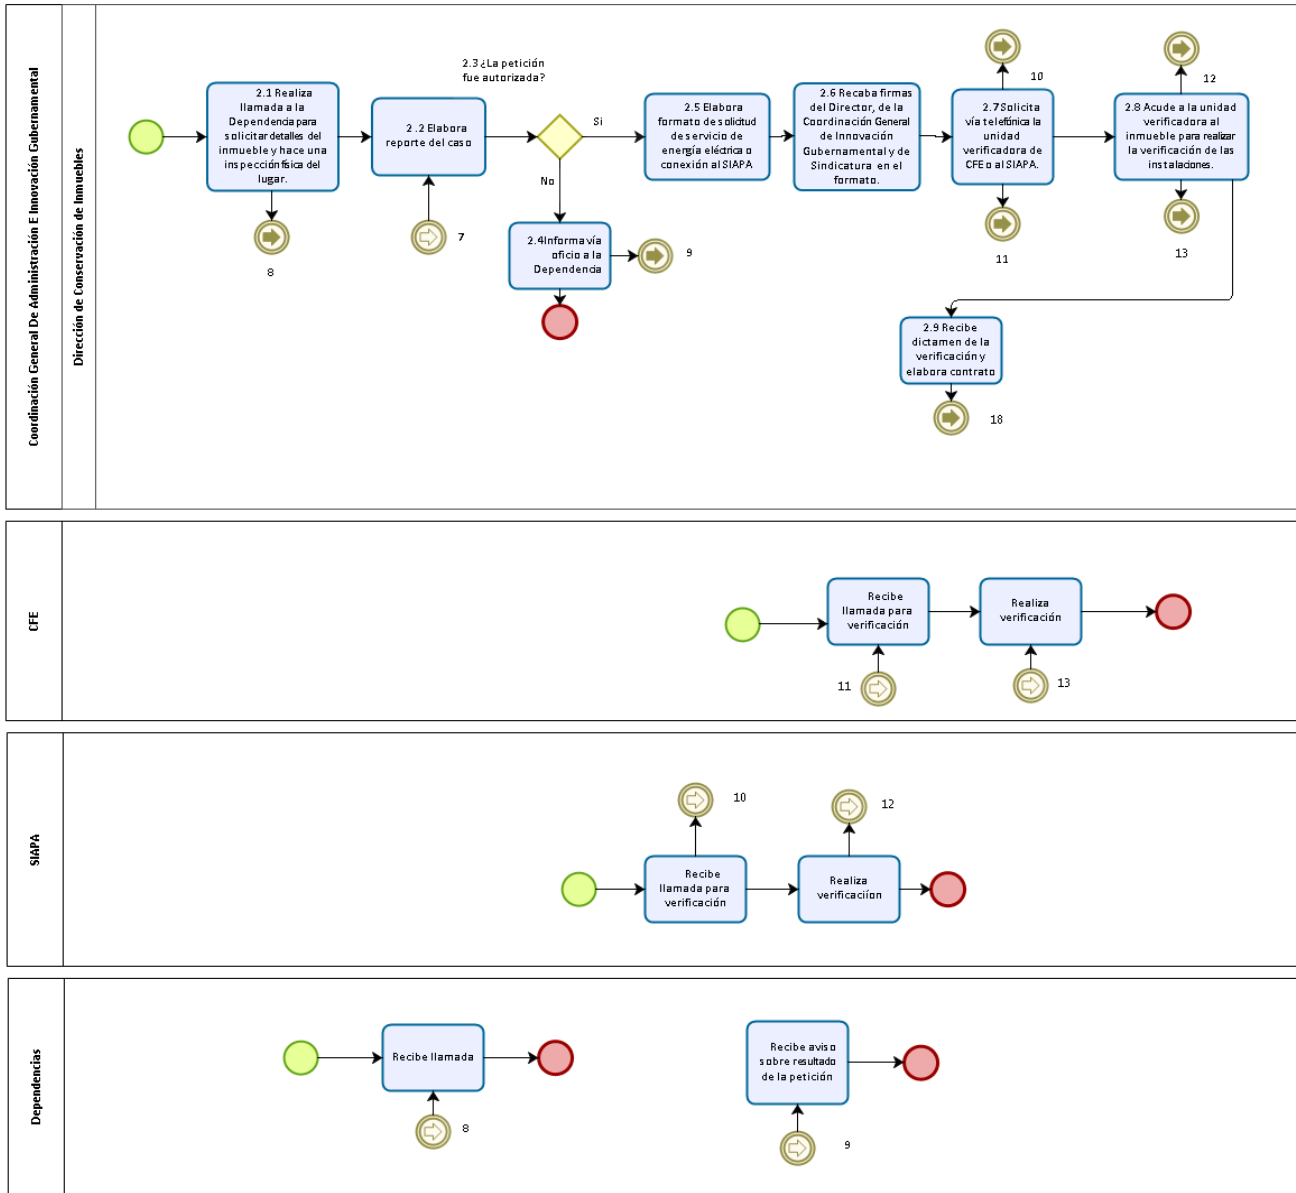 Coordinación General De Administración E Innovación Gubernamental
Dirección de Conservación de Inmuebles
2.1 Realiza
llamada a la
Dependencia para
solicitar detalles del
inmueble y hace una
inspección física del
lugar.
8
2.2 Elabora
reporte del caso
7
2.3 ¿La petición
fue autorizada?
Si
No
2.4 Informa vía
oficio a la
Dependencia
9
2.5 Elabora
formato de solicitud
de servicio de
energía eléctrica o
conexión al SIAPA
2.6 Recaba firmas
del Director, de la
Coordinación General
de Innovación
Gubernamental y de
Sindicatura en el
formato.
10
2.7 Solicita
vía telefónica la
unidad
verificadora de
CFE o al SIAPA.
11
12
2.8 Acude a la unidad
verificadora al
inmueble para realizar
la verificación de las
instalaciones.
13
2.9 Recibe
dictamen de la
verificación y
elabora contrato
18
CFE
Recibe
llamada para
verificación
11
Realiza
verificación
13
SIAPA
10
Recibe
llamada para
verificación
12
Realiza
verificaciíon
Dependencias
Recibe llamada
8
Recibe aviso
sobre resultado
de la petición
9